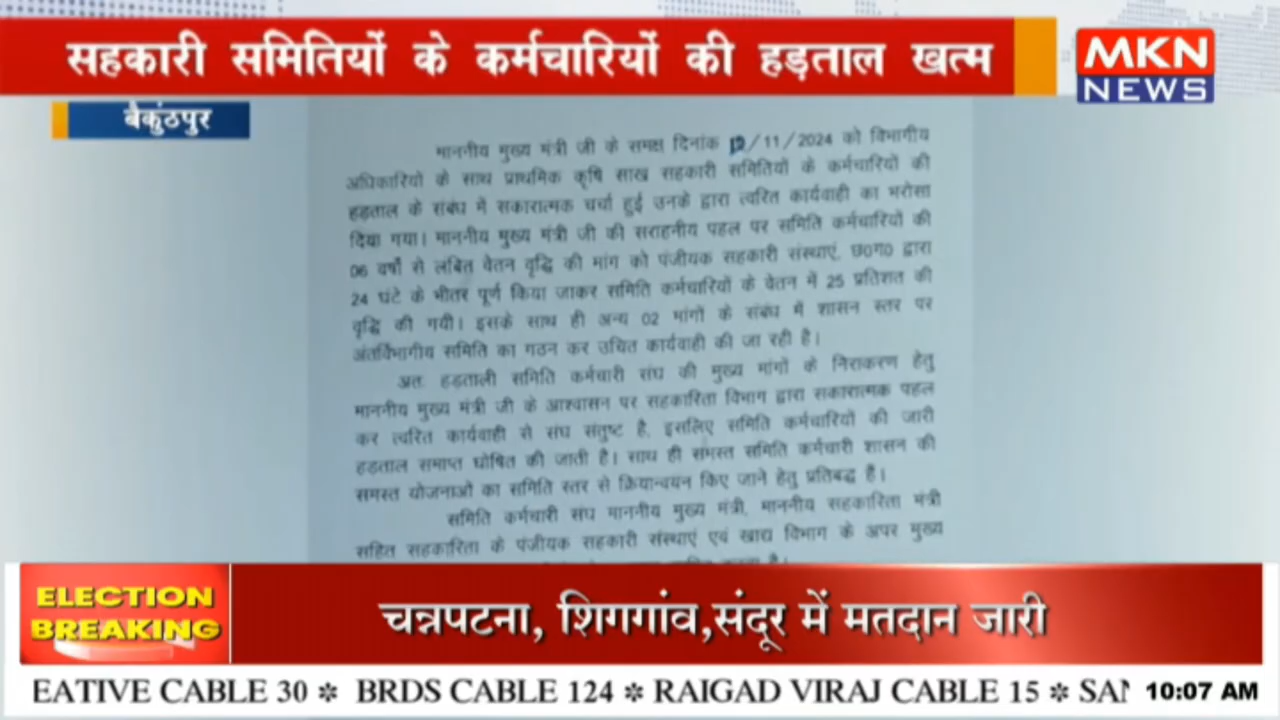 सहकारी समितियों के कर्मचारियों की हड़ताल खत्म
MKN
NEWS
बैकुंठपुर
माननीय मुख्य मंत्री जी के समक्ष दिनांक /11/2024 को विभागीय
अधिकारियों के साथ प्राथमिक कृषि साख सहकारी समितियों के कर्मचारियों की
हड़ताल के संबंध में सकारात्मक चर्चा हुई उनके द्वारा त्वरित कार्यवाही का भरोसा
दिया गया। माननीय मुख्य मंत्री जी की सराहनीय पहल पर समिति कर्मचारियों की
06 वर्षों से लंबित वेतन वृद्धि की मांग को पंजीयक सहकारी संस्थाएं, छ0ग0 द्वारा
24 घंटे के भीतर पूर्ण किया जाकर समिति कर्मचारियों के वेतन में 25 प्रतिशत की
वृद्धि की गयी। इसके साथ ही अन्य 02 मांगों के संबंध में शासन स्तर पर
अंतर्विभागीय समिति का गठन कर उचित कार्यवाही की जा रही है।
अतः हड़ताली समिति कर्मचारी संघ की मुख्य मांगों के निराकरण हेतु
माननीय मुख्य मंत्री जी के आश्वासन पर सहकारिता विभाग द्वारा सकारात्मक पहल
कर त्वरित कार्यवाही से संघ संतुष्ट है, इसलिए समिति कर्मचारियों की जारी
हड़ताल समाप्त घोषित की जाती है। साथ ही समस्त समिति कर्मचारी शासन की
समस्त योजनाओं का समिति स्तर से क्रियान्वयन किए जाने हेतु प्रतिबद्ध हैं।
समिति कर्मचारी संघ माननीय मुख्य मंत्री, माननीय सहकारिता मंत्री
सहित सहकारिता के पंजीयक सहकारी संस्थाएं एवं खाद्य विभाग के अपर मुख्य
ELECTION
BREAKING
चन्नपटना, शिगगांव,संदूर में मतदान जारी
EATIVE CABLE 30 ✻ BRDS CABLE 124 ✻ RAIGAD VIRAJ CABLE 15 ✻ 10:07 AM